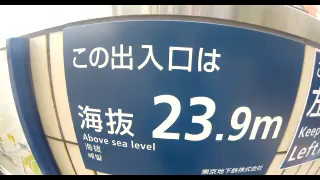 この出入口は
海抜 23.9m
Above sea level
海拔
해발
東京地下鉄株式会社
左
Keep
Left